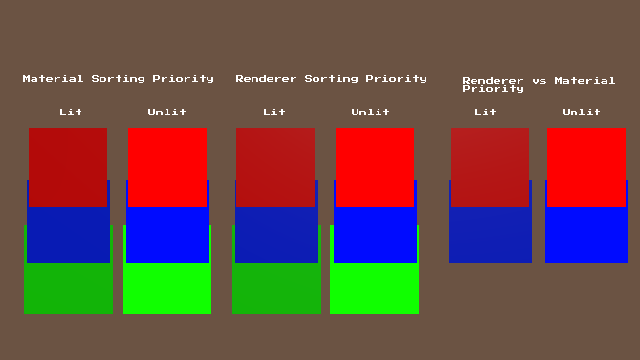 Material Sorting Priority
Renderer Sorting Priority
Renderer vs Material
Priority
Lit
Unlit
Lit
Unlit
Lit
Unlit